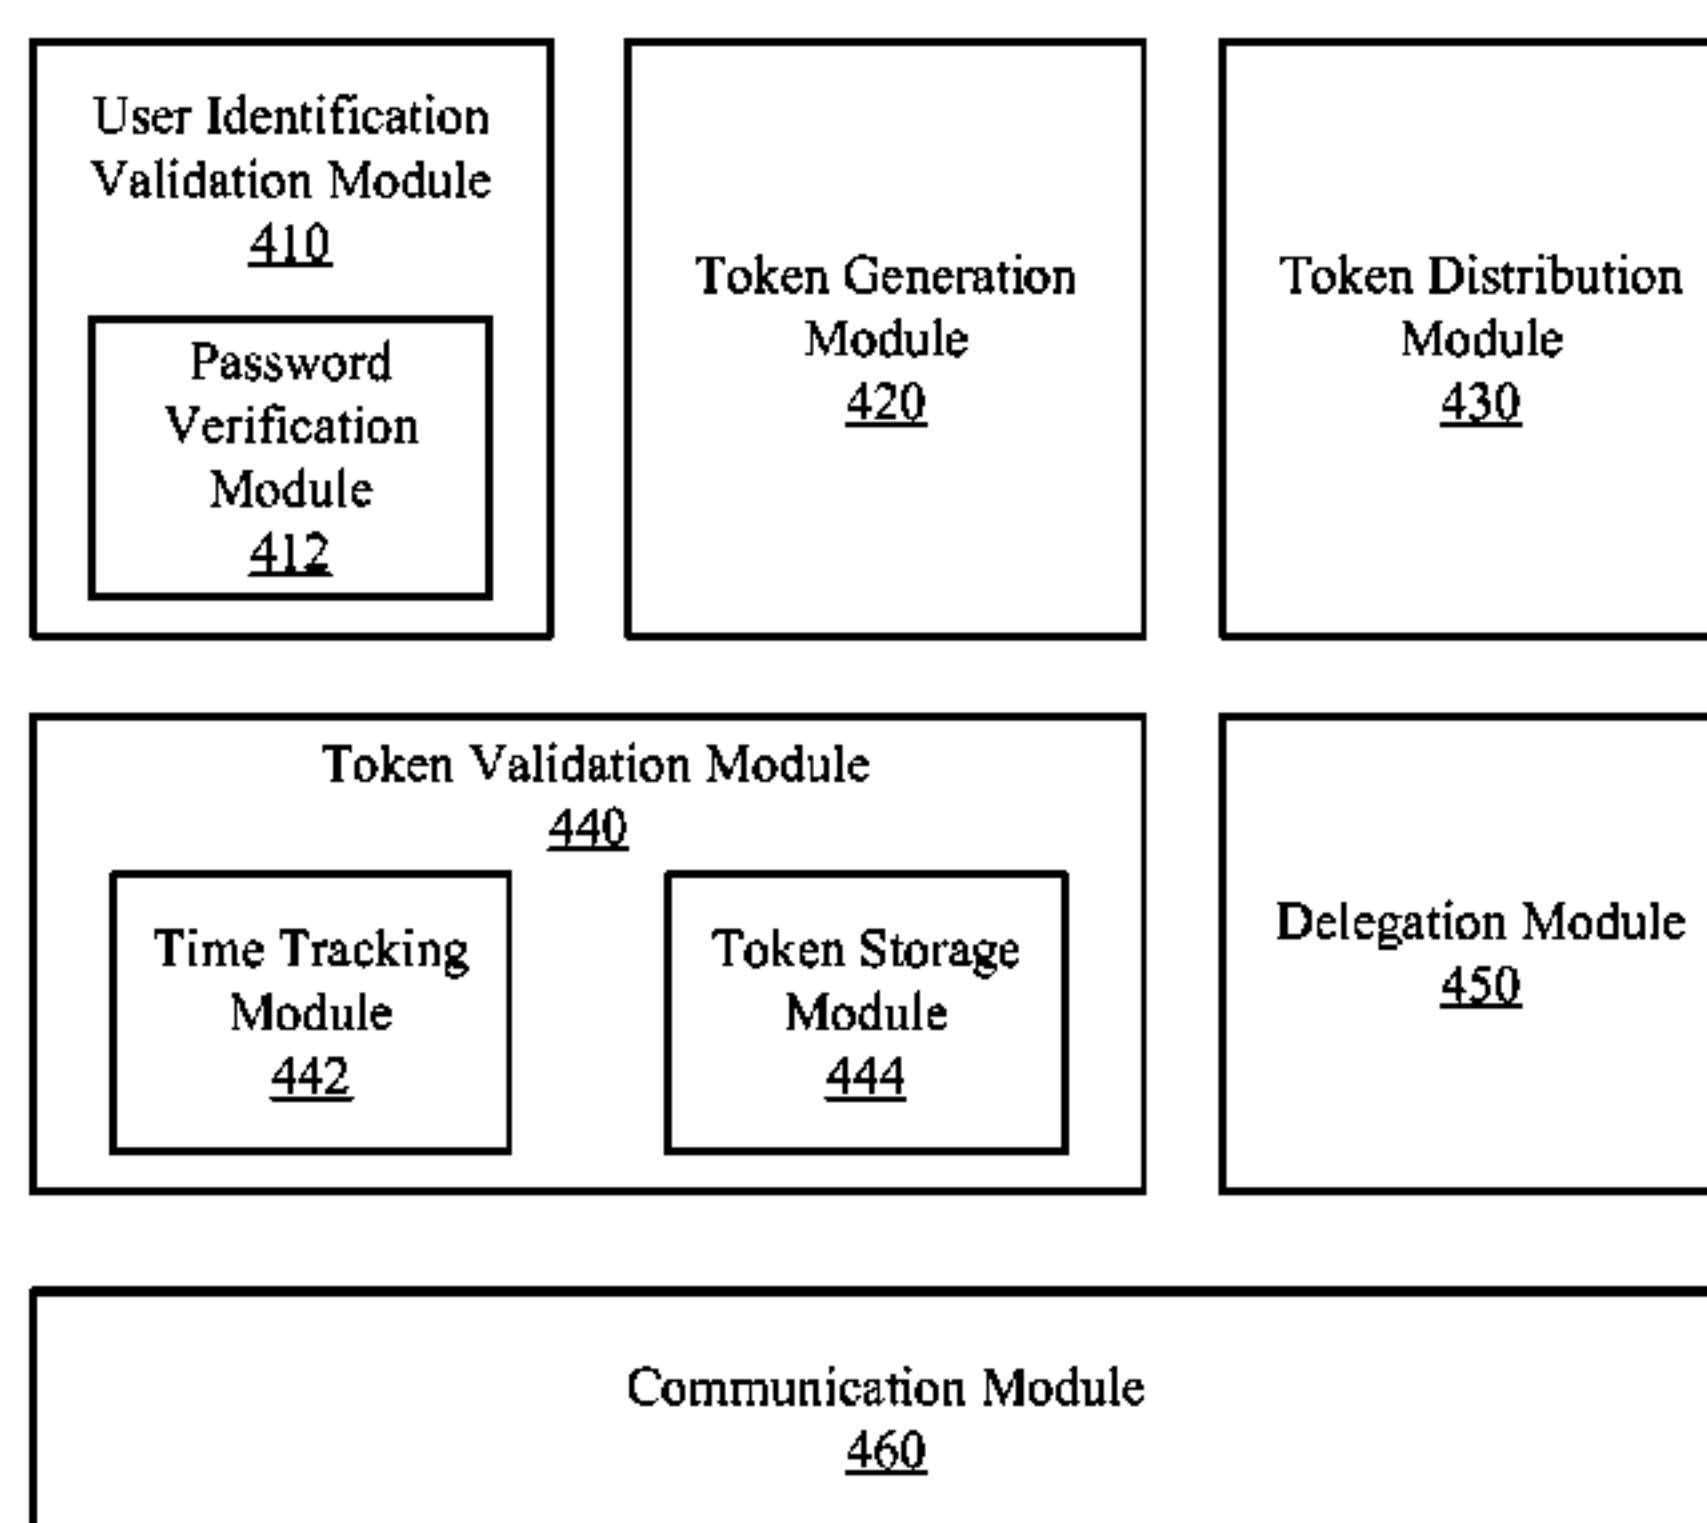 User Identification
Validation Module
410
Password
Verification
Module
412
Token Generation
Module
420
Token Distribution
Module
430
Token Validation Module
440
Time Tracking
Module
442
Token Storage
Module
444
Delegation Module
450
Communication Module
460